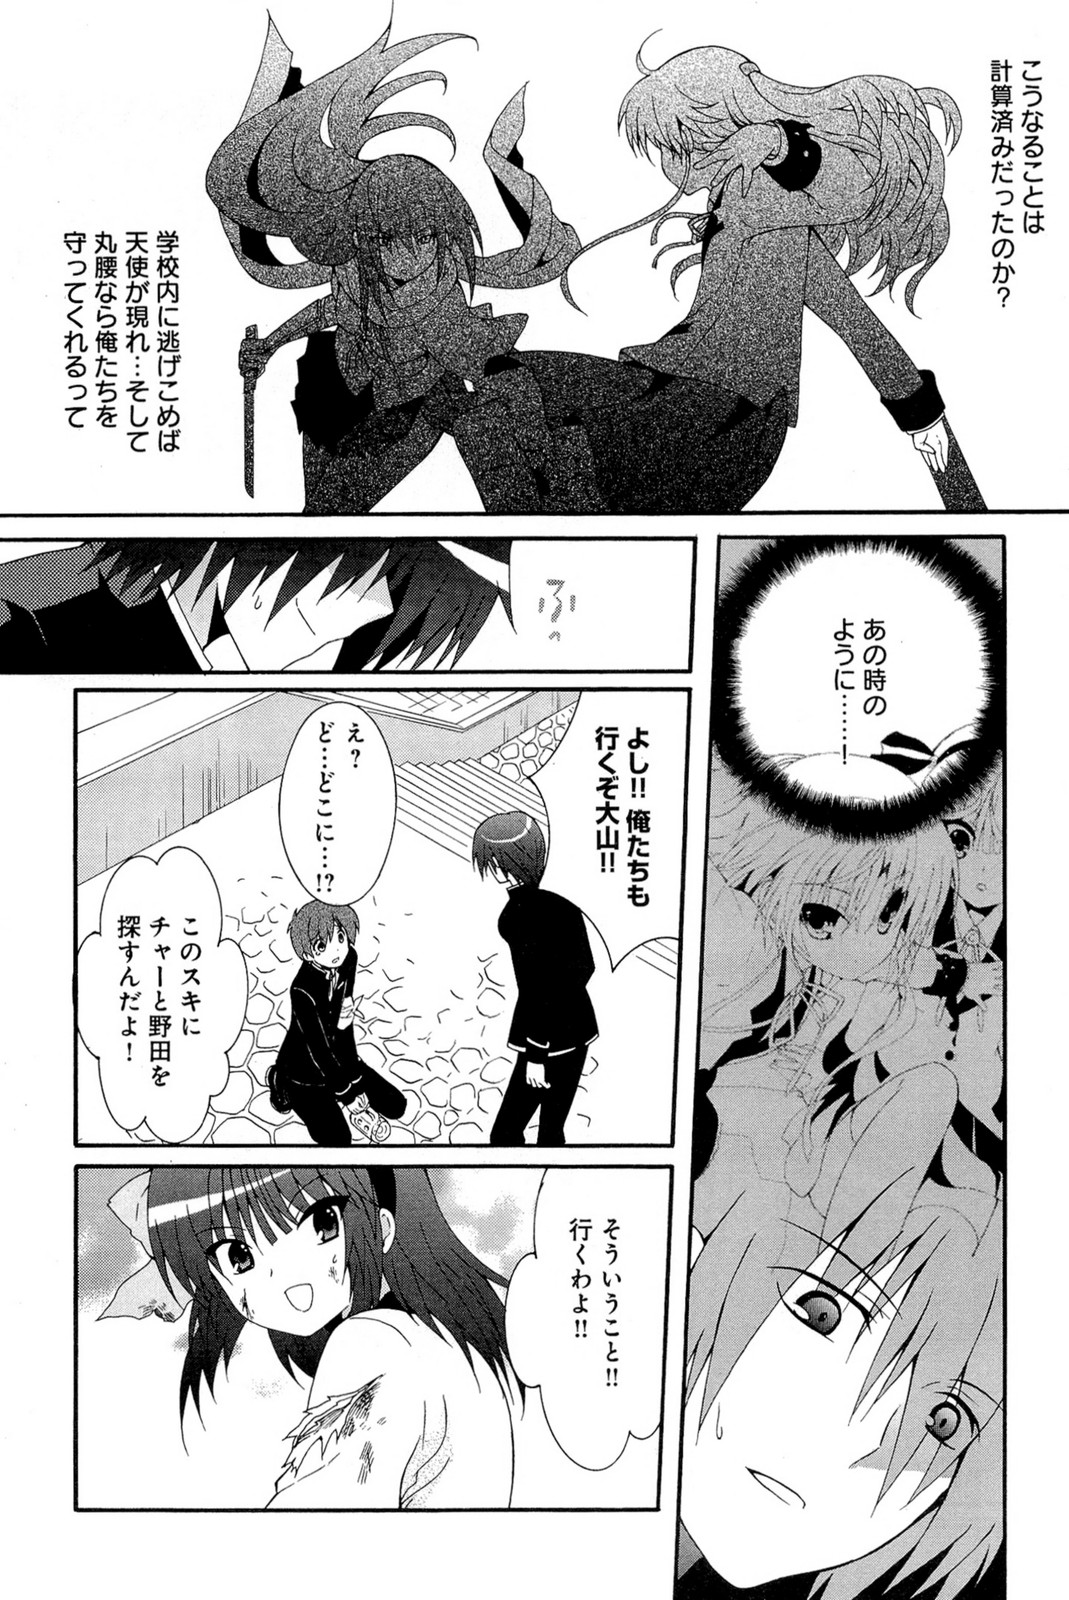 こうなることは
計算済みだったのか?
学校内に逃げこめば
天使が現れ…そして
丸腰なら俺たちを
守ってくれるって
あの時の
ように………!
ふっ
よし!!俺たちも
行くぞ大山!!
え?
ど…どこに…!?
このスキに
チャーと野田を
探すんだよ!
そういうこと!!
行くわよ!!